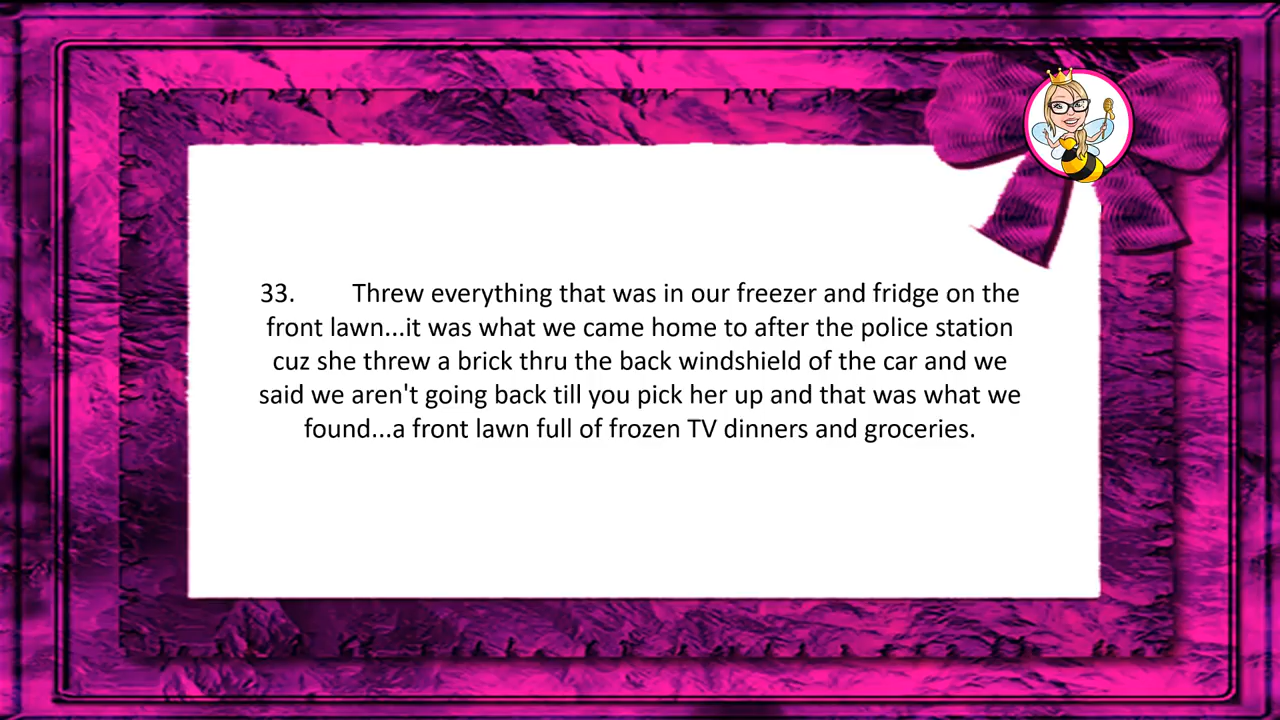 33. Threw everything that was in our freezer and fridge on the
front lawn...it was what we came home to after the police station
cuz she threw a brick thru the back windshield of the car and we
said we aren't going back till you pick her up and that was what we
found...a front lawn full of frozen TV dinners and groceries.